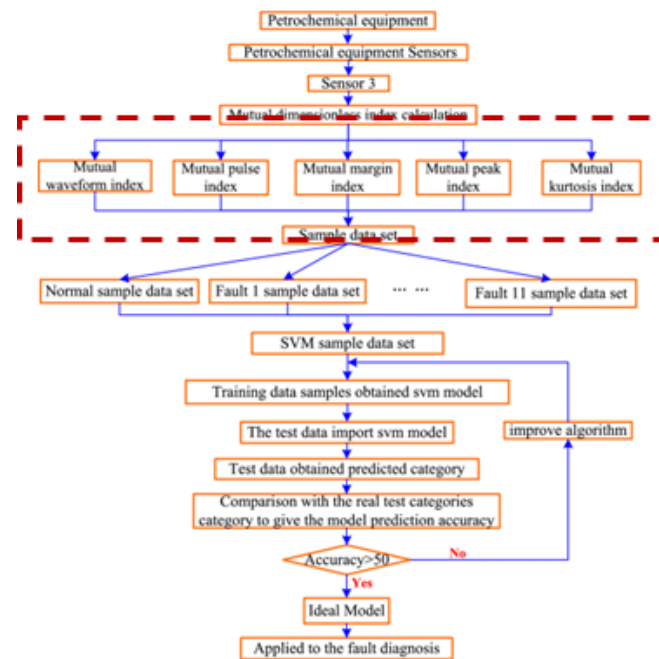 Petrochemical equipment
Petrochemical equipment Sensors
Sensor 3
Mutual dimensionless index calculation
Mutual
waveform index
Mutual pulse
index
Mutual margin
index
Mutual peak
index
Mutual
kurtosis index
Sample data set
Normal sample data set
Fault 1 sample data set
... ...
Fault 11 sample data set
SVM sample data set
Training data samples obtained svm model
The test data import svm model
improve algorithm
Test data obtained predicted category
Comparison with the real test categories
category to give the model prediction accuracy
Accuracy>50
No
Yes
Ideal Model
Applied to the fault diagnosis